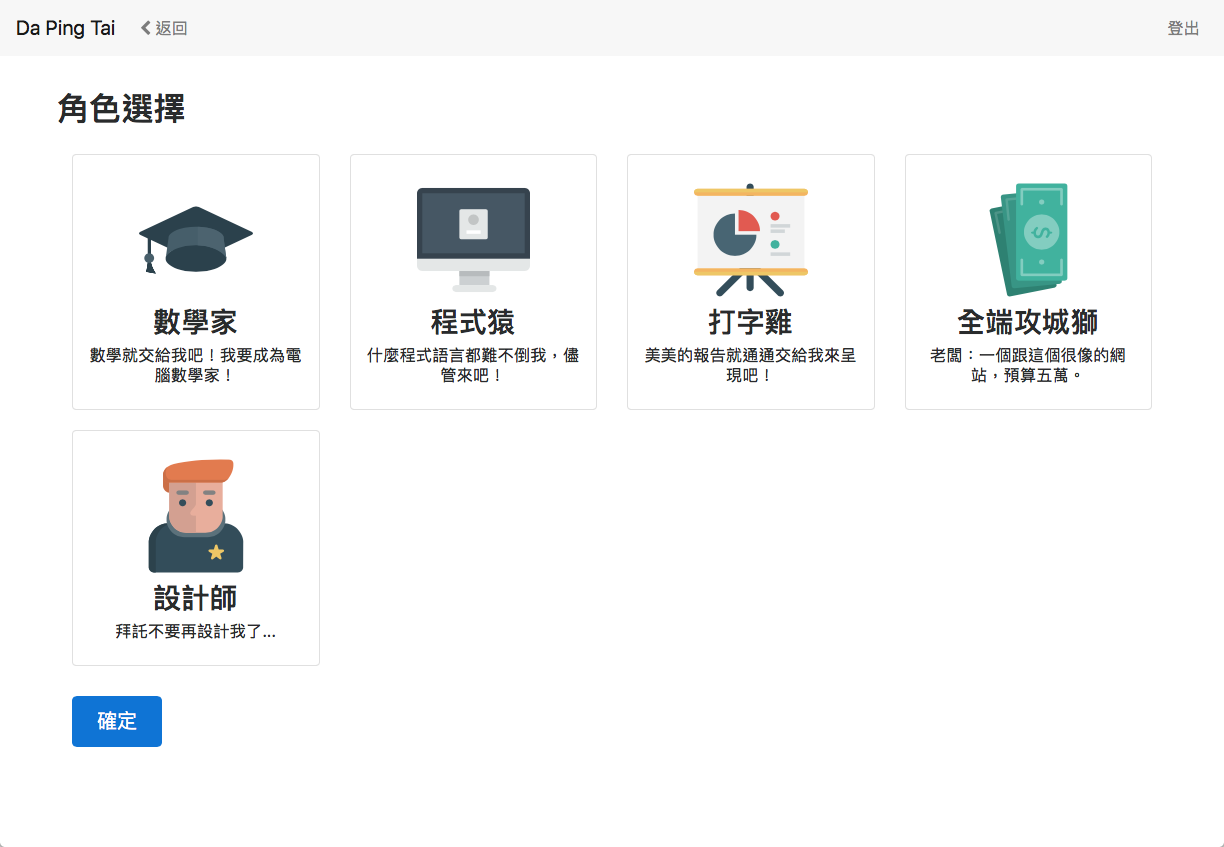 Da Ping Tai 返回 登出
角色選擇
數學家
數學就交給我吧！我要成為電
腦數學家！
程式猿
什麼程式語言都難不倒我，儘
管來吧！
打字雞
美美的報告就通通交給我來呈
現吧！
全端攻城獅
老闆：一個跟這個很像的網
站，預算五萬。
設計師
拜託不要再設計我了...
確定